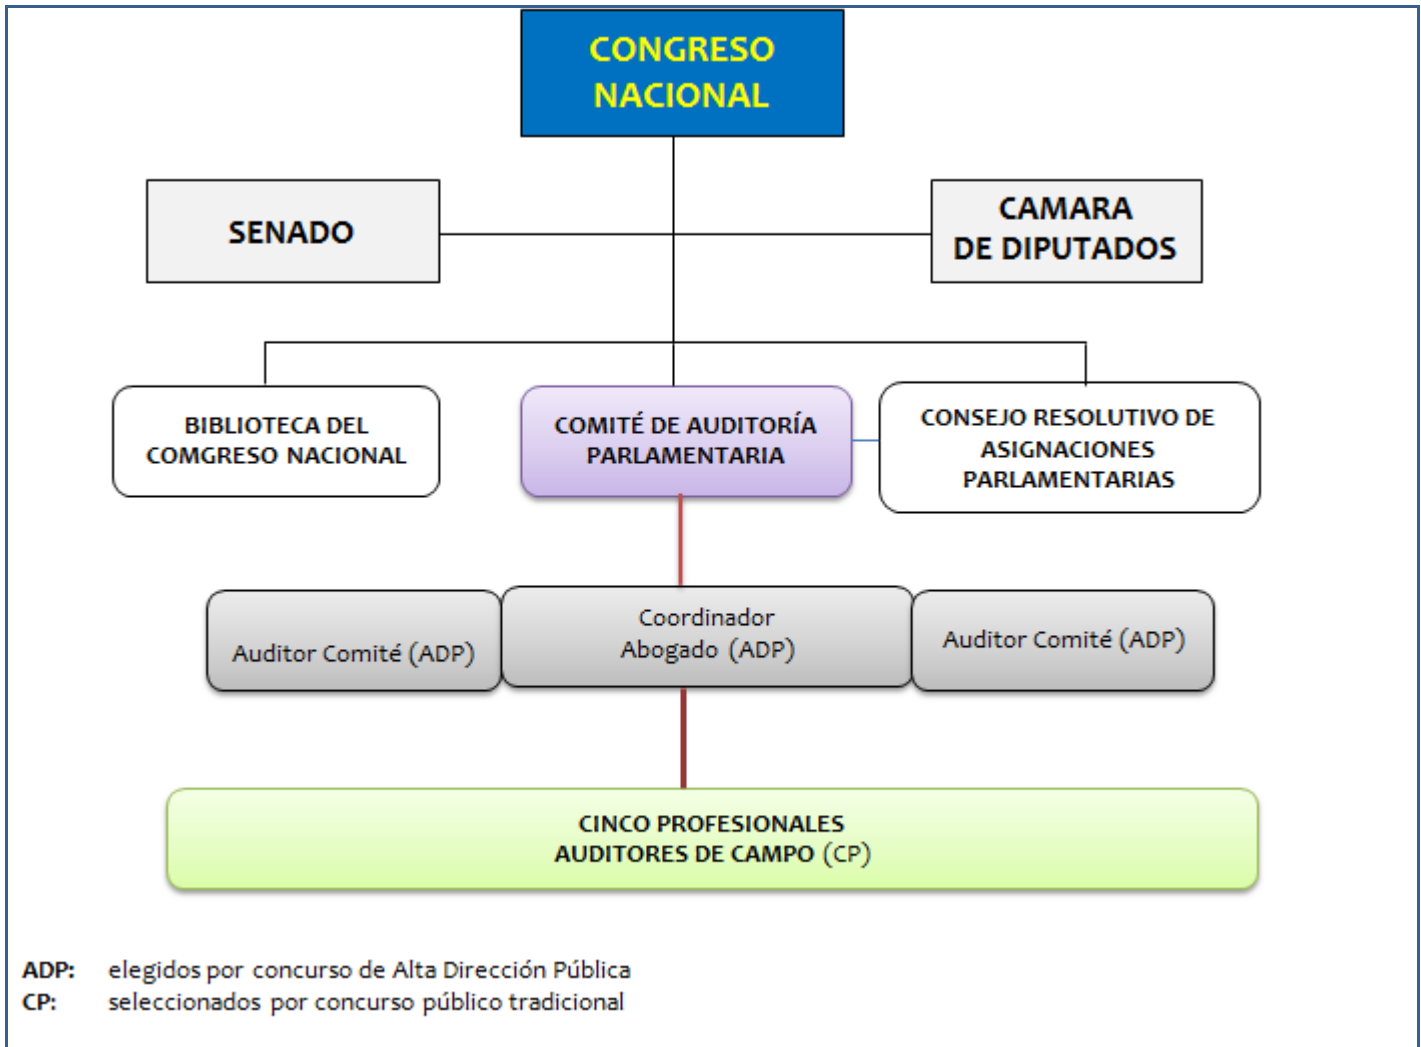 CONGRESO
NACIONAL
SENADO
CAMARA
DE DIPUTADOS
BIBLIOTECA DEL
COMGRESO NACIONAL
COMITÉ DE AUDITORÍA
PARLAMENTARIA
CONSEJO RESOLUTIVO DE
ASIGNACIONES
PARLAMENTARIAS
Auditor Comité (ADP)
Coordinador
Abogado (ADP)
Auditor Comité (ADP)
CINCO PROFESIONALES
AUDITORES DE CAMPO (CP)
ADP: elegidos por concurso de Alta Dirección Pública
CP: seleccionados por concurso público tradicional